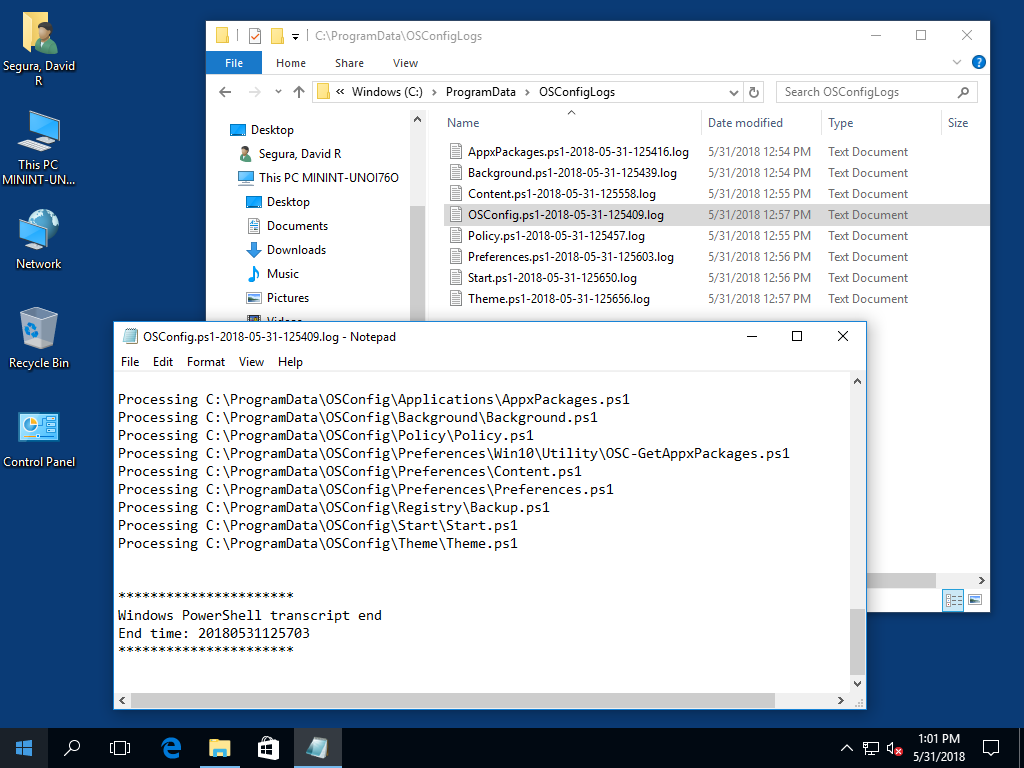 Segura, David
R
This PC
MININT-UN...
Network
Recycle Bin
Control Panel
C:\ProgramData\OSConfigLogs
File Home Share View
« Windows (C:) > ProgramData > OSConfigLogs
Search OSConfigLogs
Desktop
Segura, David R
This PC MININT-UNOI76O
Desktop
Documents
Downloads
Music
Pictures
Videos
Name Date modified Type Size
AppxPackages.ps1-2018-05-31-125416.log 5/31/2018 12:54 PM Text Document
Background.ps1-2018-05-31-125439.log 5/31/2018 12:54 PM Text Document
Content.ps1-2018-05-31-125558.log 5/31/2018 12:55 PM Text Document
OSConfig.ps1-2018-05-31-125409.log 5/31/2018 12:57 PM Text Document
Policy.ps1-2018-05-31-125457.log 5/31/2018 12:55 PM Text Document
Preferences.ps1-2018-05-31-125603.log 5/31/2018 12:56 PM Text Document
Start.ps1-2018-05-31-125650.log 5/31/2018 12:56 PM Text Document
Theme.ps1-2018-05-31-125656.log 5/31/2018 12:57 PM Text Document
OSConfig.ps1-2018-05-31-125409.log - Notepad
File Edit Format View Help
Processing C:\ProgramData\OSConfig\Applications\AppxPackages.ps1
Processing C:\ProgramData\OSConfig\Background\Background.ps1
Processing C:\ProgramData\OSConfig\Policy\Policy.ps1
Processing C:\ProgramData\OSConfig\Preferences\Win10\Utility\OSC-GetAppxPackages.ps1
Processing C:\ProgramData\OSConfig\Preferences\Content.ps1
Processing C:\ProgramData\OSConfig\Preferences\Preferences.ps1
Processing C:\ProgramData\OSConfig\Registry\Backup.ps1
Processing C:\ProgramData\OSConfig\Start\Start.ps1
Processing C:\ProgramData\OSConfig\Theme\Theme.ps1
**********************
Windows PowerShell transcript end
End time: 20180531125703
**********************
1:01 PM
5/31/2018